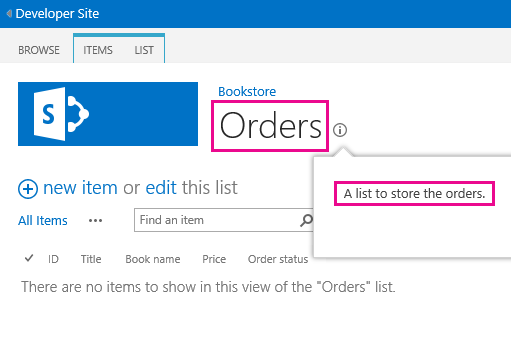 Developer Site
BROWSE ITEMS LIST
S
Bookstore
Orders
A list to store the orders.
new item or edit this list
All Items ••• Find an item
ID Title Book name Price Order status
There are no items to show in this view of the "Orders" list.